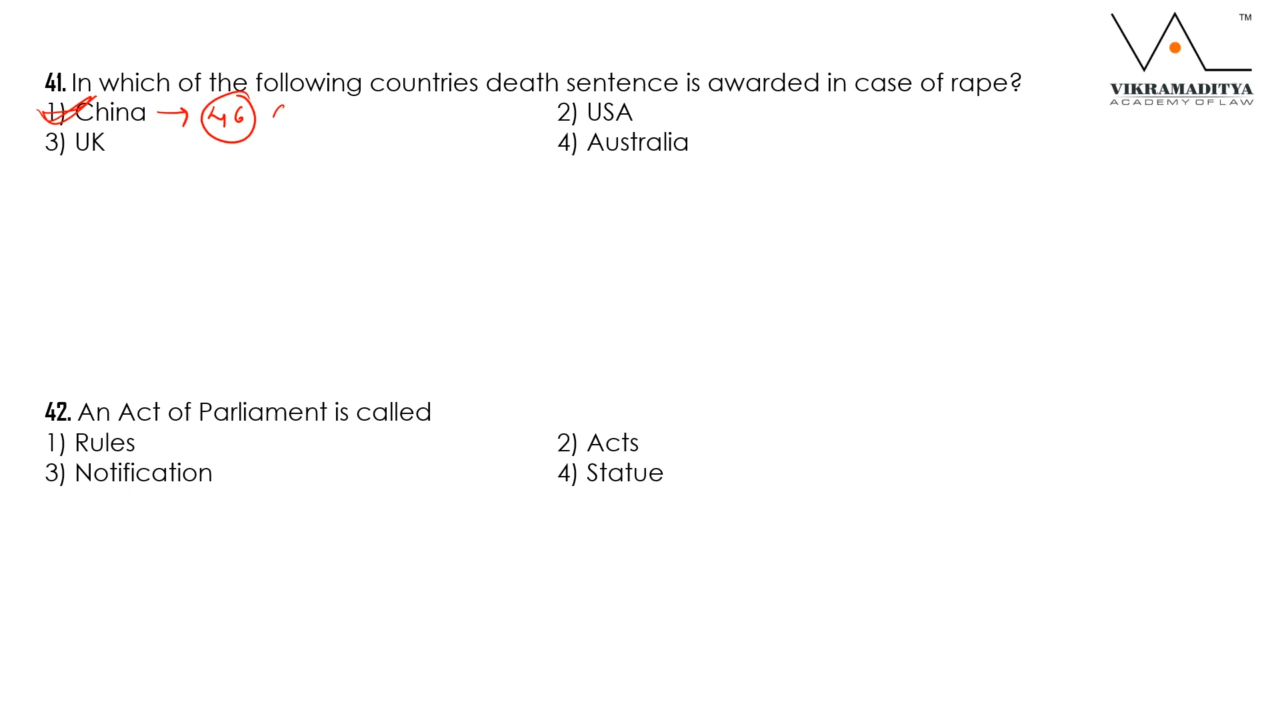 TM
VIKRAMADITYA
ACADEMY OF LAW
41. In which of the following countries death sentence is awarded in case of rape?
1) China → 46
2) USA
3) UK
4) Australia
42. An Act of Parliament is called
1) Rules
2) Acts
3) Notification
4) Statue